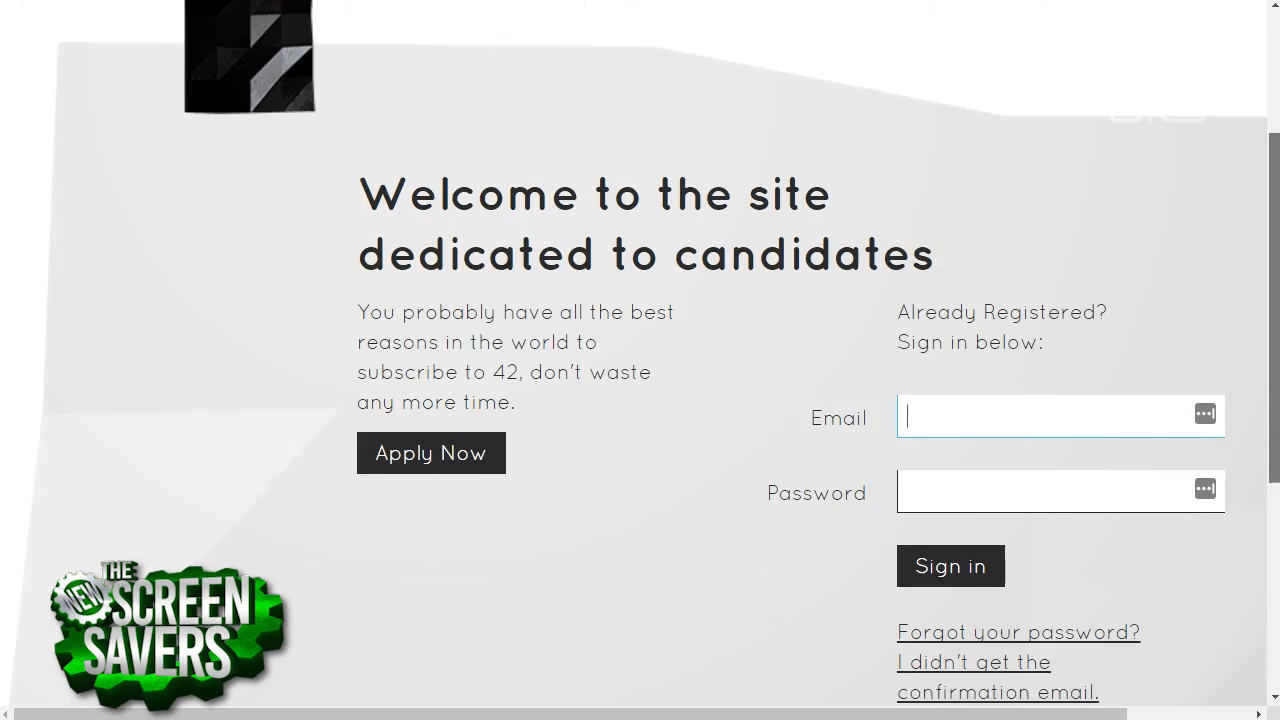 Welcome to the site
dedicated to candidates
You probably have all the best
reasons in the world to
subscribe to 42, don't waste
any more time.
Apply Now
Already Registered?
Sign in below:
Email
Password
Sign in
Forgot your password?
I didn't get the
confirmation email.
THE
NEW SCREEN
SAVERS